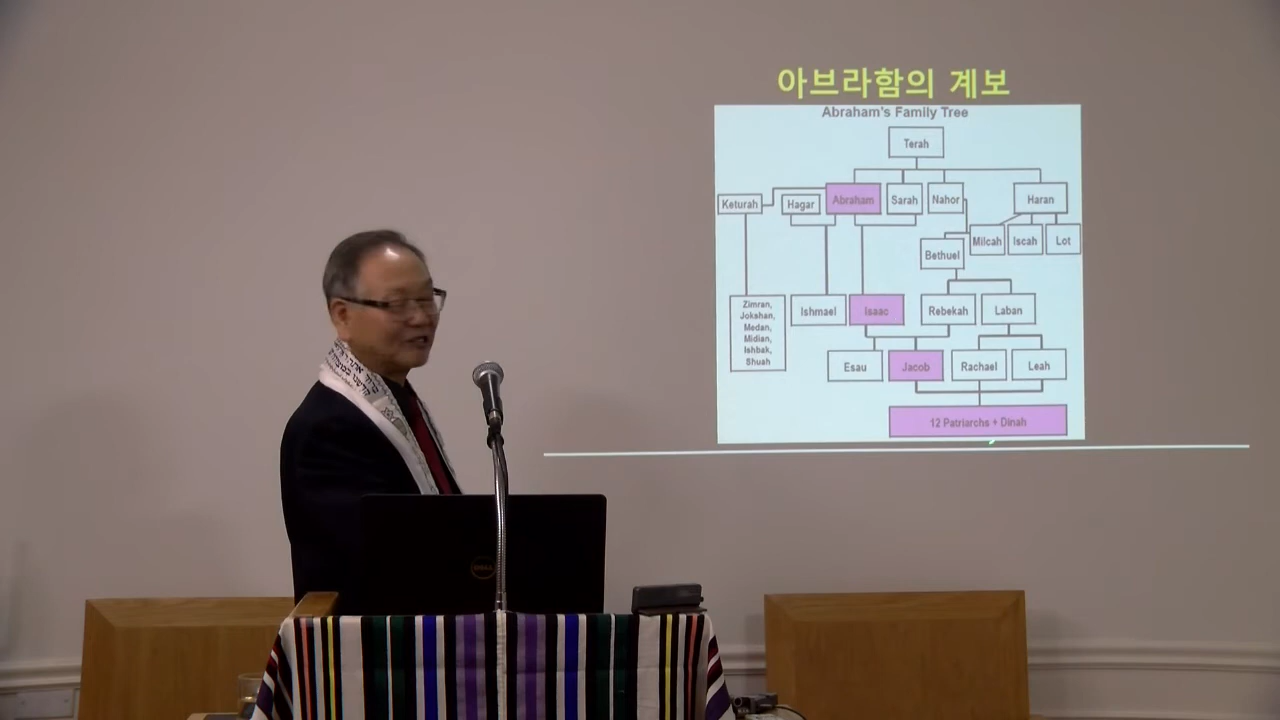 아브라함의 계보
Abraham's Family Tree
Terah
Keturah
Hagar
Abraham
Sarah
Nahor
Haran
Milcah
Iscah
Lot
Bethuel
Zimran,
Jokshan,
Medan,
Midian,
Ishbak,
Shuah
Ishmael
Isaac
Rebekah
Laban
Esau
Jacob
Rachael
Leah
12 Patriarchs + Dinah
DELL